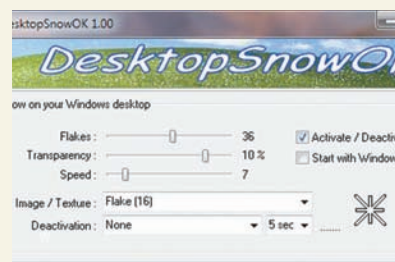 esktopSnowOK 1.00
DesktopSnowO
ow on your Windows desktop
Flakes: 36
Activate / Deactiv
Transparency: 10 %
Start with Window
Speed: 7
Image / Texture: Flake (16)
Deactivation: None 5 sec